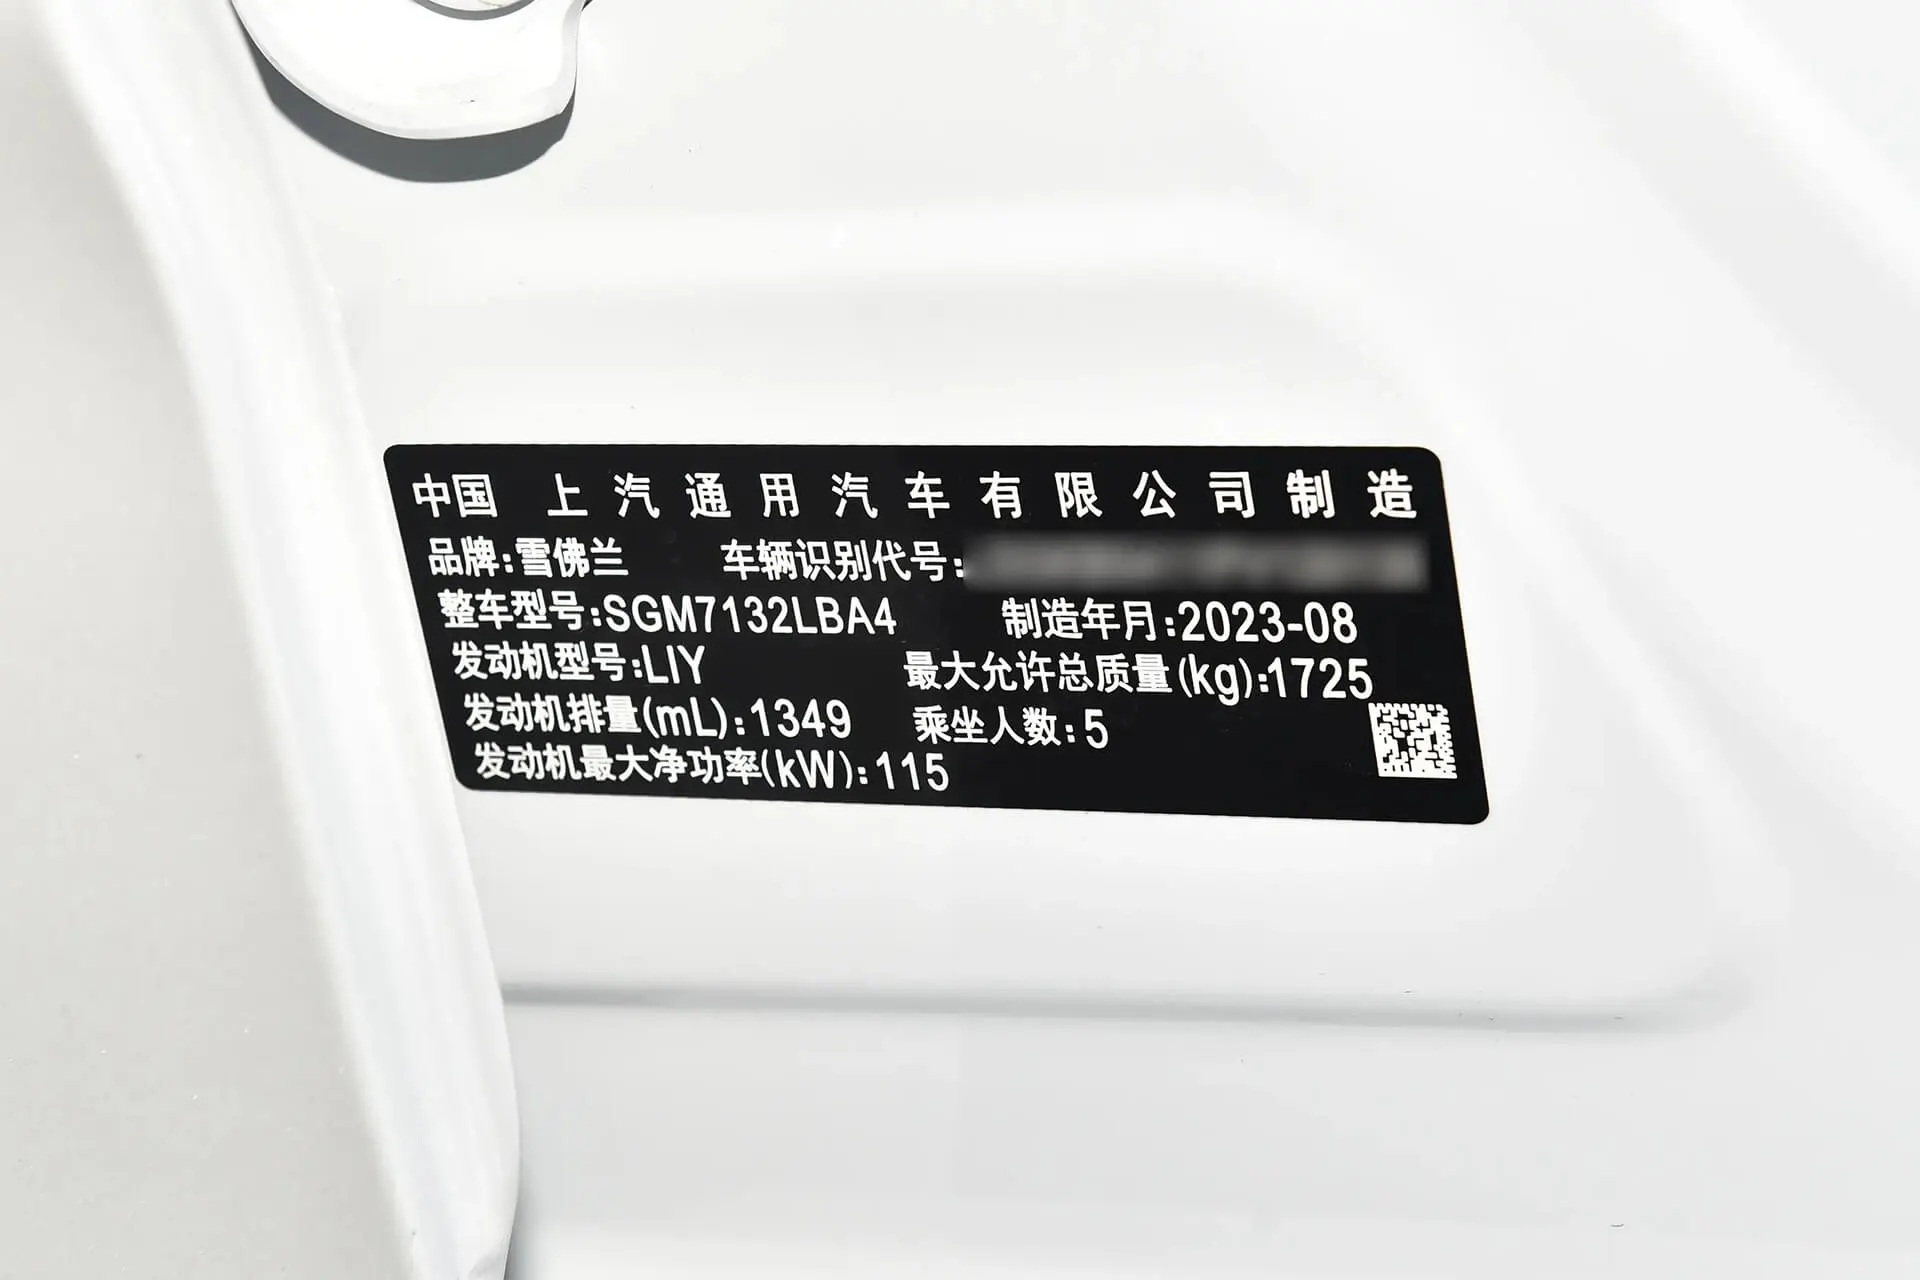 中国 上汽通用汽车有限公司制造
品牌:雪佛兰 车辆识别代号:
整车型号:SGM7132LBA4 制造年月:2023-08
发动机型号:LIY 最大允许总质量(kg):1725
发动机排量(mL):1349 乘坐人数:5
发动机最大净功率(kW):115